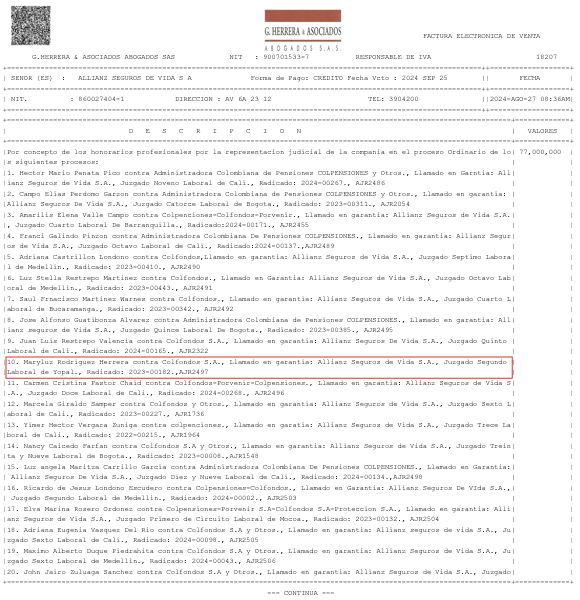 G. HERRERA & ASOCIADOS
ABOGADOS S.A.S.
FACTURA ELECTRONICA DE VENTA
G.HERRERA & ASOCIADOS ABOGADOS SAS NIT : 900701533=7 RESPONSABLE DE IVA 18207
SENOR (ES) : ALLIANZ SEGUROS DE VIDA S A Forma de Pago: CREDITO Fecha Vcto : 2024 SEP 25 || FECHA
NIT. : 860027404=1 DIRECCION : AV 6A 23 12 TEL: 3904200 ||2024=AGO=27 08:36AM|
| D E S C R I P C I O N | VALORES
|Por concepto de los honorarios profesionales por la representacion judicial de la compania en el proceso Ordinario de lo| 77,000,000
|s siguientes procesos: |
|1. Hector Mario Penata Pico contra Administradora Colombiana de Pensiones COLPENSIONES y Otros., Llamado en Garntia: All|
|ianz Seguros de Vida S.A., Juzgado Noveno Laboral de Cali., Radicado: 2024=00267., AJR2486 |
|2. Campo Elias Perdomo Garzon contra Administradora Colombiana de Pensiones COLPENSIONES y Otros., Llamado en garantia: |
|Allianz Seguros de Vida S.A., Juzgado Catorce Laboral de Bogota., Radicado: 2023=00311., AJR2054 |
|3. Amarilis Elena Valle Campo contra Colpenciones=Colfondos=Porvenir., Llamado en garantia: Allianz Seguros de Vida S.A.|
|, Juzgado Cuarto Laboral De Barranquilla., Radicado:2024=00171., AJR2455 |
|4. Franci Galindo Pinzon contra Administradora Colombiana De Pensiones COLPENSIONES., Llamado en garantia: Allianz Segur|
|os de Vida S.A., Juzgado Octavo Laboral de Cali., Radicado:2024=00137.,AJR2489 |
|5. Adriana Castrillon Londono contra Colfondos,Llamado en garantia: Allianz Seguros de Vida S.A., Juzgado Septimo Labora|
|l de Medellin., Radicado: 2023=00410., AJR2490 |
|6. Luz Stella Restrepo Martinez contra Colfondos., Llamado en Garantia: Allianz Seguros de Vida S.A., Juzgado Octavo Lab|
|oral de Medellin., Radicado: 2023=00443., AJR2491 |
|7. Saul Frnacisco Martinez Warnes contra Colfondos., Llamado en garantia: Allianz Seguros de Vida S.A., Juzgado Cuarto L|
|aboral de Bucaramanga., Radicado: 2023=00342., AJR2492 |
|8. Jose Alfonso Guatibonza Alvarez contra Administradora Colombiana de Pensiones COLPENSIONES., Llamado en garantia: All|
|ianz seguros de Vida S.A., Juzgado Quince Laboral De Bogota., Radicado: 2023=00385., AJR2495 |
|9. Juan Luis Restrepo Valencia contra Colfondos S.A., LLamado en garantia: Allianz Seguros de Vida S.A., Juzgado Quinto |
|Laboral de Cali., Radicado: 2024=00165., AJR2322 |
|10. Maryluz Rodriguez Herrera contra Colfondos S.A., Llamado en garantia: Allianz Seguros de Vida S.A., Juzgado Segundo |
|Laboral de Yopal., Radicado: 2023=00182.,AJR2497 |
|11. Carmen Cristina Pastor Chaid contra Colfondos=Porvenir=Colpensiones., Llamado en garantia: Allianz Seguros de Vida S|
|.A., Juzgado Doce Laboral de Cali., Radicado: 2024=00268., AJR2496 |
|12. Marcela Giraldo Samper contra Colfondos y Otros., Llamado en garantia: Allianz Seguros de Vida S.A., Juzgado Sexto L|
|aboral de Cali., Radicado: 2023=00227., AJR1736 |
|13. Yimer Hector Vergara Zuniga contra colpenciones., Llamado en garantia: Allianz Seguros de Vida S.A., Juzgado Trece La|
|boral de Cali., Radicado: 2022=00215., AJR1964 |
|14. Nancy Caicedo Farfan contra Colfondos S.A y Otros., Llamado en garantia: Allianz Seguros de Vida S.A., Juzgado Trein|
|ta y Nueve Laboral de Bogota., Radicado: 2023=00008.,AJR1548 |
|15. Luz angela Maritza Carrillo Garcia contra Administradora Colombiana De Pensiones COLPENSIONES., Llamado en Garantia:|
| Allianz Seguros de Vida S.A., Juzgado Diez y Nueve Laboral de Cali., Radicado: 2024=00134.,AJR2498 |
|16. Ricardo de Jesus Londono Escudero contra Colpensiones=Colfondos., Llamado en Garantia: Allianz Seguros De VIda S.A.,|
| Juzgado Segundo Laboral de Medellin., Radicado: 2024=00002., AJR2503 |
|17. Elva Marina Rosero Ordonez contra Colpensiones=Porvenir S.A=Colfondos S.A=Proteccion S.A., Llamado en garantia: Alli|
|anz Seguros de Vida S.A., Juzgado Primero de Circuito Laboral de Mocoa., Radicado: 2023=00132., AJR2504 |
|18. Adriana Eugenia Vasquez Del Rio contra Colfondos S.A y Otros., Llamado en garantia: Allianz seguros de vida S.A., Ju|
|zgado Sexto Laboral de Cali., Radicado: 2024=00098., AJR2505 |
|19. Maximo Alberto Duque Piedrahita contra Colfondos S.A y Otros., Llamado en garantia: Allianz Seguros de Vida S.A., Ju|
|zgado Sexto Laboral de Medellin., Radicado: 2024=00043., AJR2506 |
|20. John Jairo Zuluaga Sanchez contra Colfondos S.A y Otros., Llamado en garantia: Allianz Seguros de Vida S.A., Juzgado|
=== CONTINUA ===